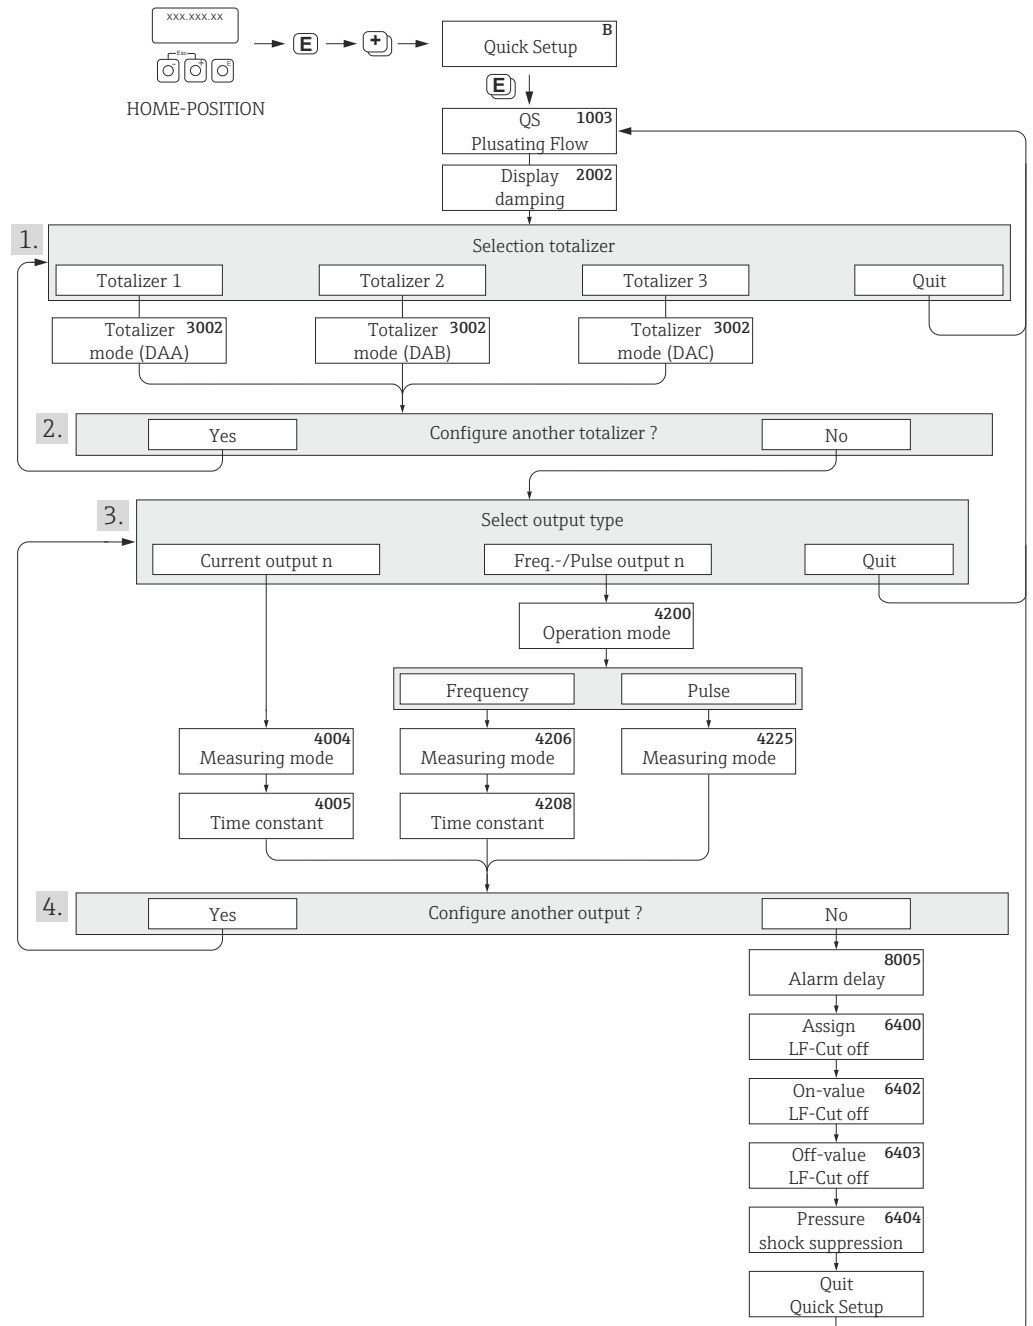 XXX.XXX.XX
Esc
- + E
HOME-POSITION
E
+
B
Quick Setup
E
QS 1003
Plusating Flow
Display 2002
damping
1.
Selection totalizer
Totalizer 1
Totalizer 2
Totalizer 3
Quit
Totalizer 3002
mode (DAA)
Totalizer 3002
mode (DAB)
Totalizer 3002
mode (DAC)
2.
Yes
Configure another totalizer ?
No
3.
Select output type
Current output n
Freq.-/Pulse output n
Quit
4200
Operation mode
Frequency
Pulse
4004
Measuring mode
4206
Measuring mode
4225
Measuring mode
4005
Time constant
4208
Time constant
4.
Yes
Configure another output ?
No
8005
Alarm delay
Assign 6400
LF-Cut off
On-value 6402
LF-Cut off
Off-value 6403
LF-Cut off
Pressure 6404
shock suppression
Quit
Quick Setup